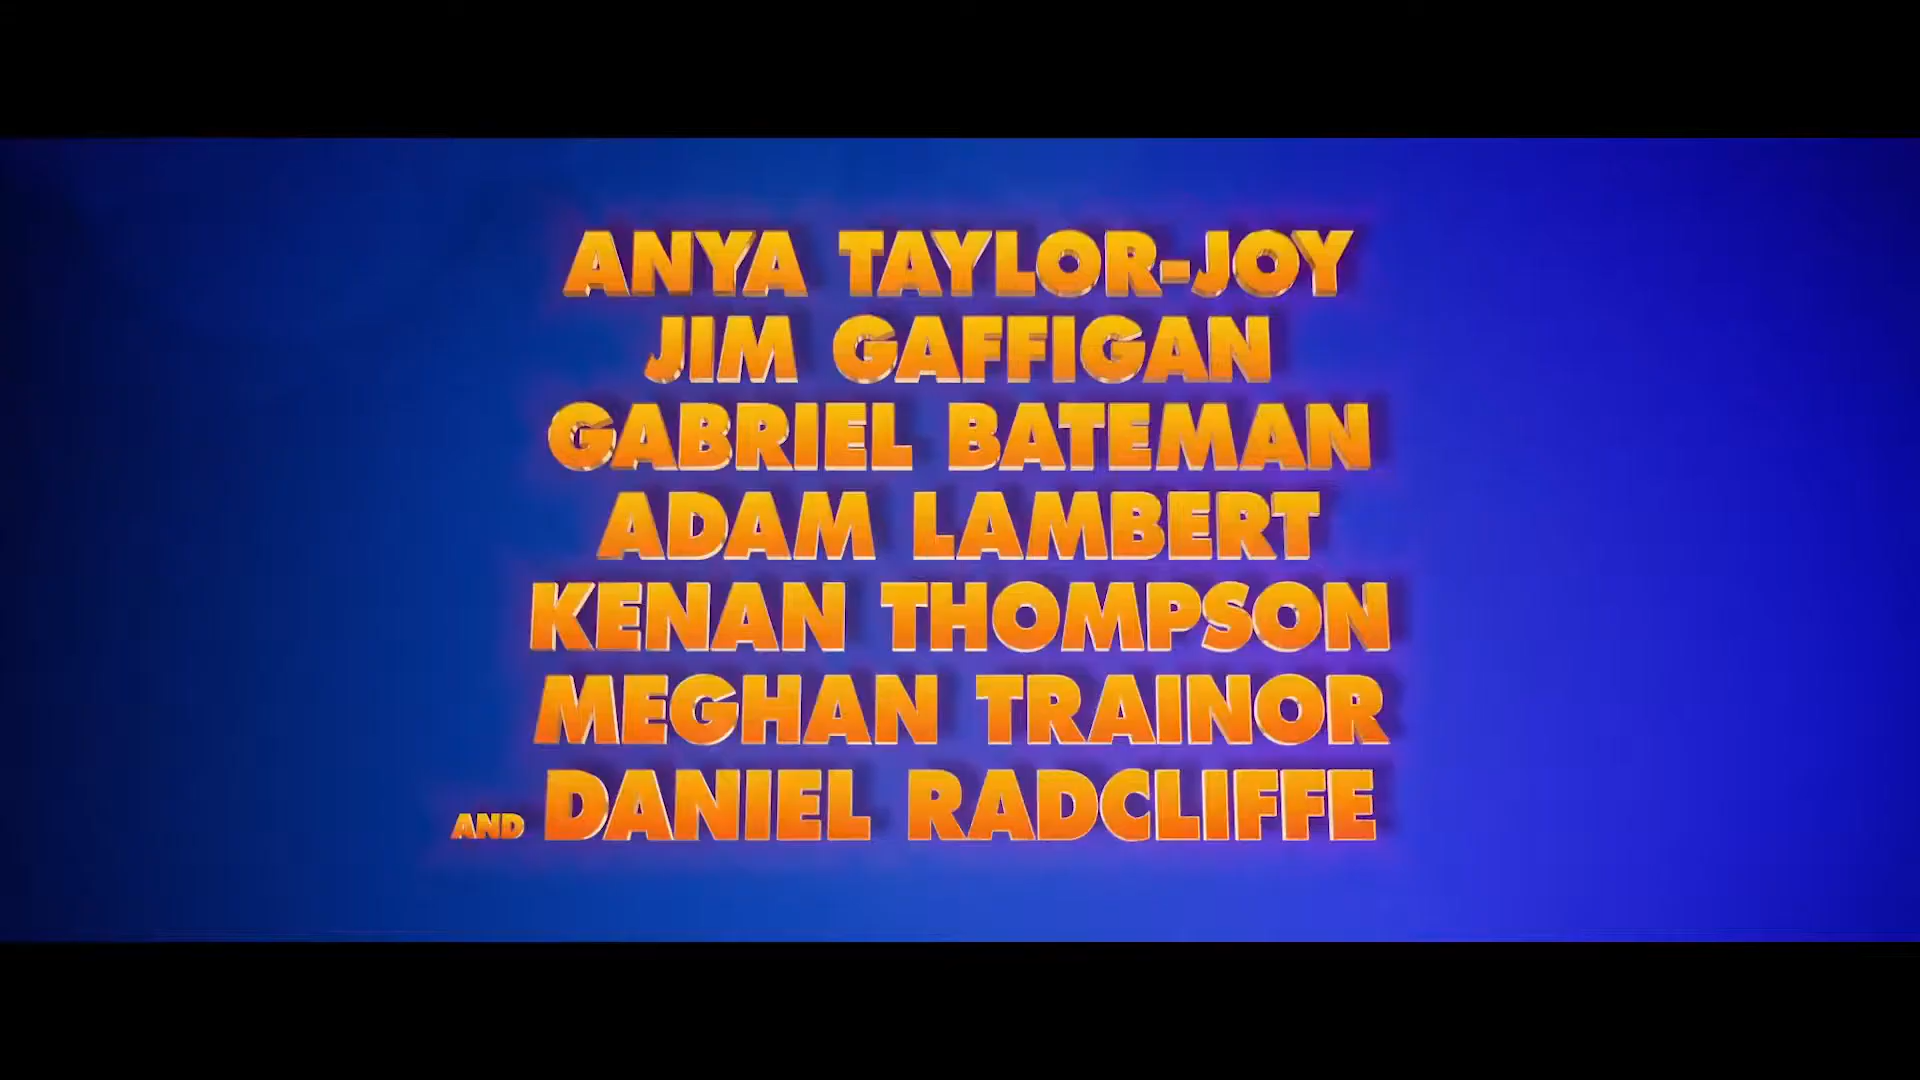 ANYA TAYLOR-JOY
JIM GAFFIGAN
GABRIEL BATEMAN
ADAM LAMBERT
KENAN THOMPSON
MEGHAN TRAINOR
AND DANIEL RADCLIFFE